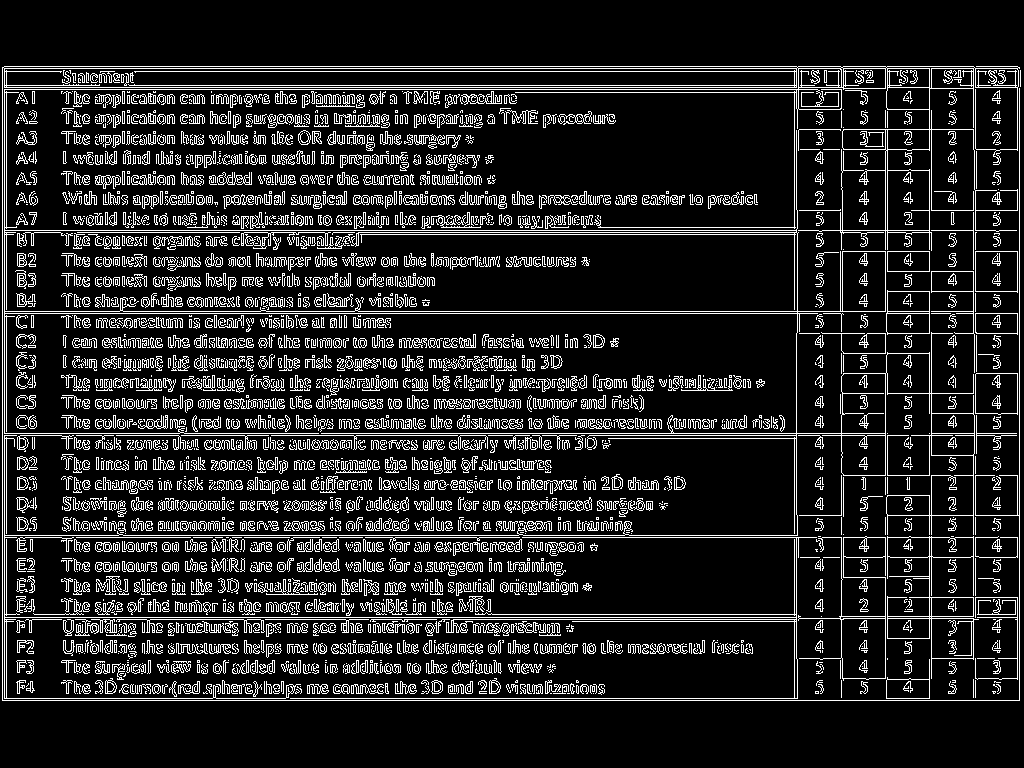 Statement S1 S2 S3 S4 S5
A1 The application can improve the planning of a TME procedure 3 5 4 5 4
A2 The application can help surgeons in training in preparing a TME procedure 5 5 5 5 4
A3 The application has value in the OR during the surgery * 3 3 2 2 2
A4 I would find this application useful in preparing a surgery * 4 5 5 4 5
A5 The application has added value over the current situation * 4 4 4 4 5
A6 With this application, potential surgical complications during the procedure are easier to predict 2 4 4 4 4
A7 I would like to use this application to explain the procedure to my patients 5 4 2 1 5
B1 The context organs are clearly visualized 5 5 5 5 5
B2 The context organs do not hamper the view on the important structures * 5 4 4 5 4
B3 The context organs help me with spatial orientation 5 4 5 4 4
B4 The shape of the context organs is clearly visible * 5 4 4 5 5
C1 The mesorectum is clearly visible at all times 5 5 4 5 4
C2 I can estimate the distance of the tumor to the mesorectal fascia well in 3D * 4 4 5 4 5
C3 I can estimate the distance of the risk zones to the mesorectum in 3D 4 5 4 4 5
C4 The uncertainty resulting from the registration can be clearly interpreted from the visualization * 4 4 4 4 4
C5 The contours help me estimate the distances to the mesorectum (tumor and risk) 4 3 5 5 4
C6 The color-coding (red to white) helps me estimate the distances to the mesorectum (tumor and risk) 4 4 5 4 5
D1 The risk zones that contain the autonomic nerves are clearly visible in 3D * 4 4 4 4 5
D2 The lines in the risk zones help me estimate the height of structures 4 4 4 5 5
D3 The changes in risk zone shape at different levels are easier to interpret in 2D than 3D 4 1 1 2 2
D4 Showing the autonomic nerve zones is of added value for an experienced surgeon * 4 5 2 2 4
D5 Showing the autonomic nerve zones is of added value for a surgeon in training 5 5 5 5 5
E1 The contours on the MRI are of added value for an experienced surgeon * 3 4 4 2 4
E2 The contours on the MRI are of added value for a surgeon in training. 4 5 5 5 5
E3 The MRI slice in the 3D visualization helps me with spatial orientation * 4 4 5 5 5
E4 The size of the tumor is the most clearly visible in the MRI 4 2 2 4 3
F1 Unfolding the structures helps me see the interior of the mesorectum * 4 4 4 3 4
F2 Unfolding the structures helps me to estimate the distance of the tumor to the mesorectal fascia 4 4 5 3 4
F3 The surgical view is of added value in addition to the default view * 5 4 5 5 3
F4 The 3D cursor (red sphere) helps me connect the 3D and 2D visualizations 5 5 4 5 5